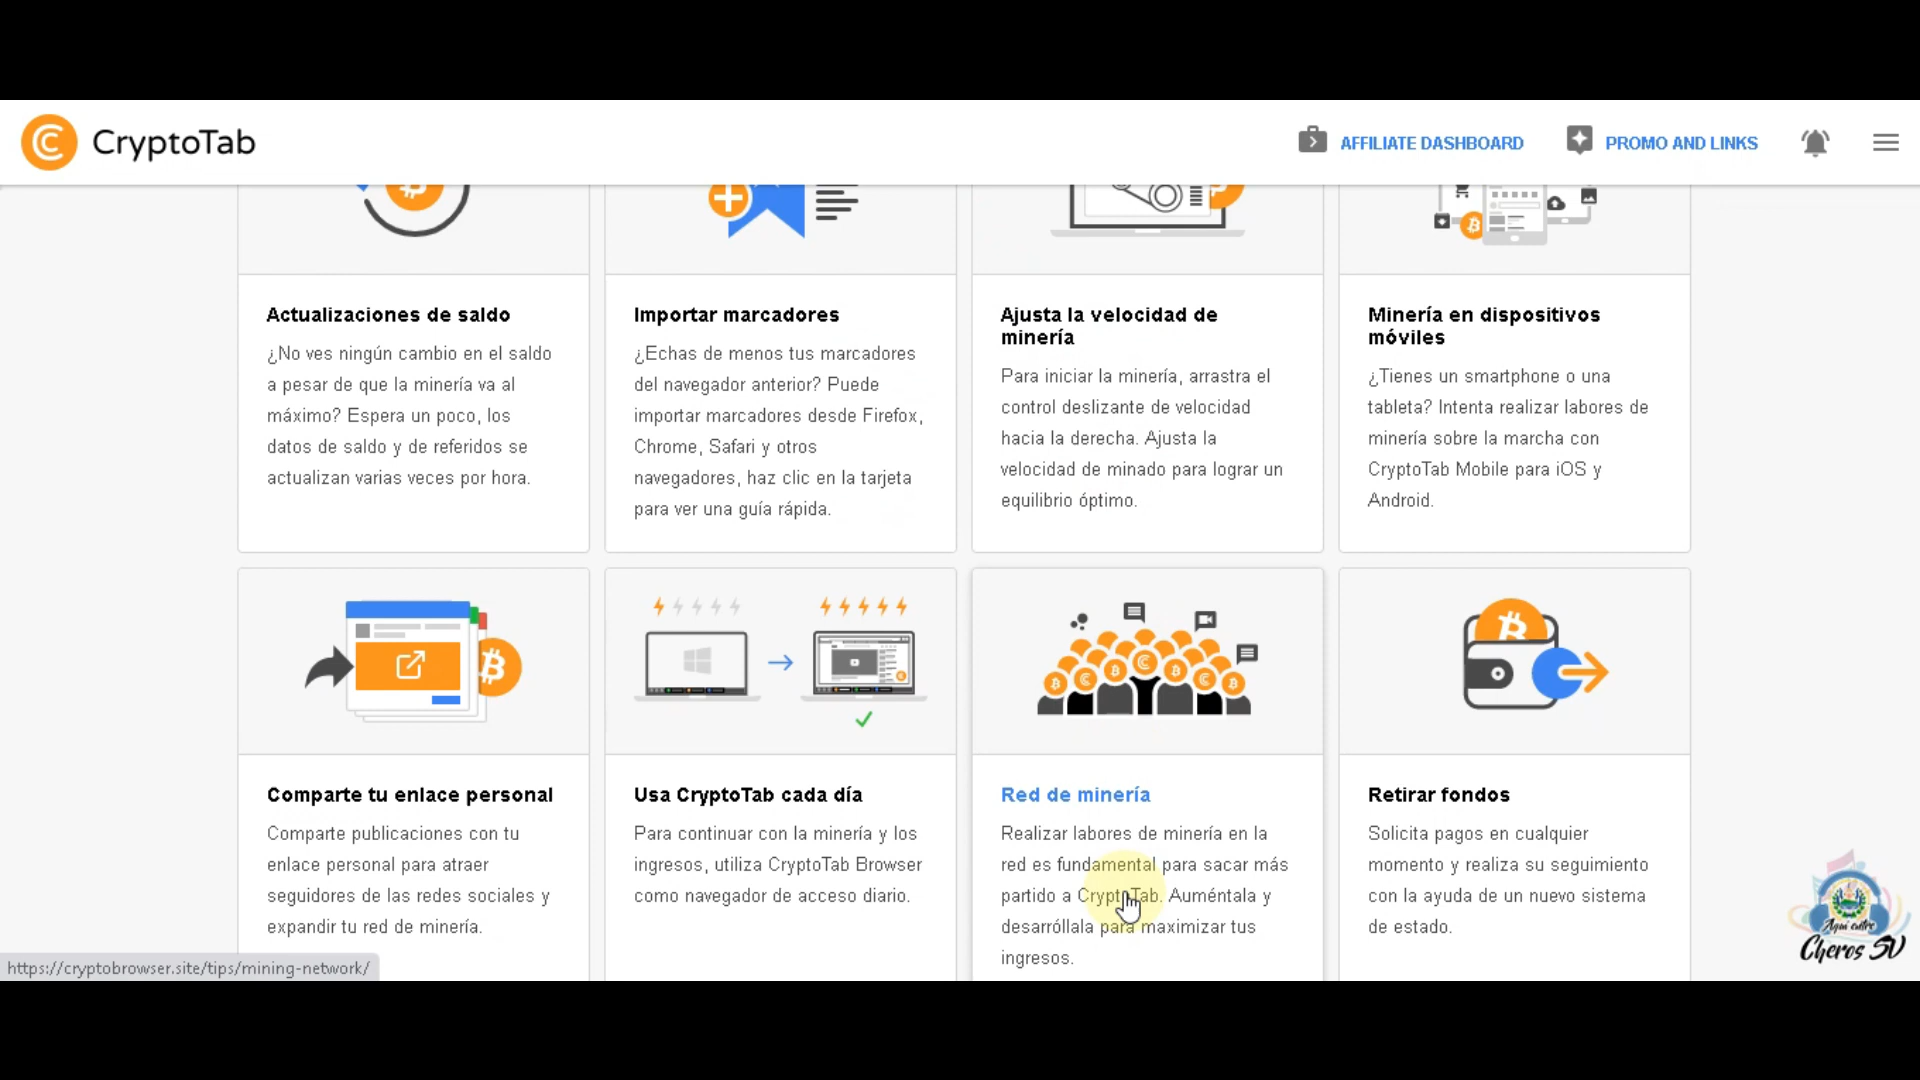 CryptoTab
AFFILIATE DASHBOARD
PROMO AND LINKS
Actualizaciones de saldo
¿No ves ningún cambio en el saldo
a pesar de que la minería va al
máximo? Espera un poco, los
datos de saldo y de referidos se
actualizan varias veces por hora.
Importar marcadores
¿Echas de menos tus marcadores
del navegador anterior? Puede
importar marcadores desde Firefox,
Chrome, Safari y otros
navegadores, haz clic en la tarjeta
para ver una guía rápida.
Ajusta la velocidad de
minería
Para iniciar la minería, arrastra el
control deslizante de velocidad
hacia la derecha. Ajusta la
velocidad de minado para lograr un
equilibrio óptimo.
Minería en dispositivos
móviles
¿Tienes un smartphone o una
tableta? Intenta realizar labores de
minería sobre la marcha con
CryptoTab Mobile para iOS y
Android.
Comparte tu enlace personal
Comparte publicaciones con tu
enlace personal para atraer
seguidores de las redes sociales y
expandir tu red de minería.
Usa CryptoTab cada día
Para continuar con la minería y los
ingresos, utiliza CryptoTab Browser
como navegador de acceso diario.
Red de minería
Realizar labores de minería en la
red es fundamental para sacar más
partido a CryptoTab. Auméntala y
desarróllala para maximizar tus
ingresos.
Retirar fondos
Solicita pagos en cualquier
momento y realiza su seguimiento
con la ayuda de un nuevo sistema
de estado.
https://cryptobrowser.site/tips/mining-network/
Aquí entre
Cheros SV